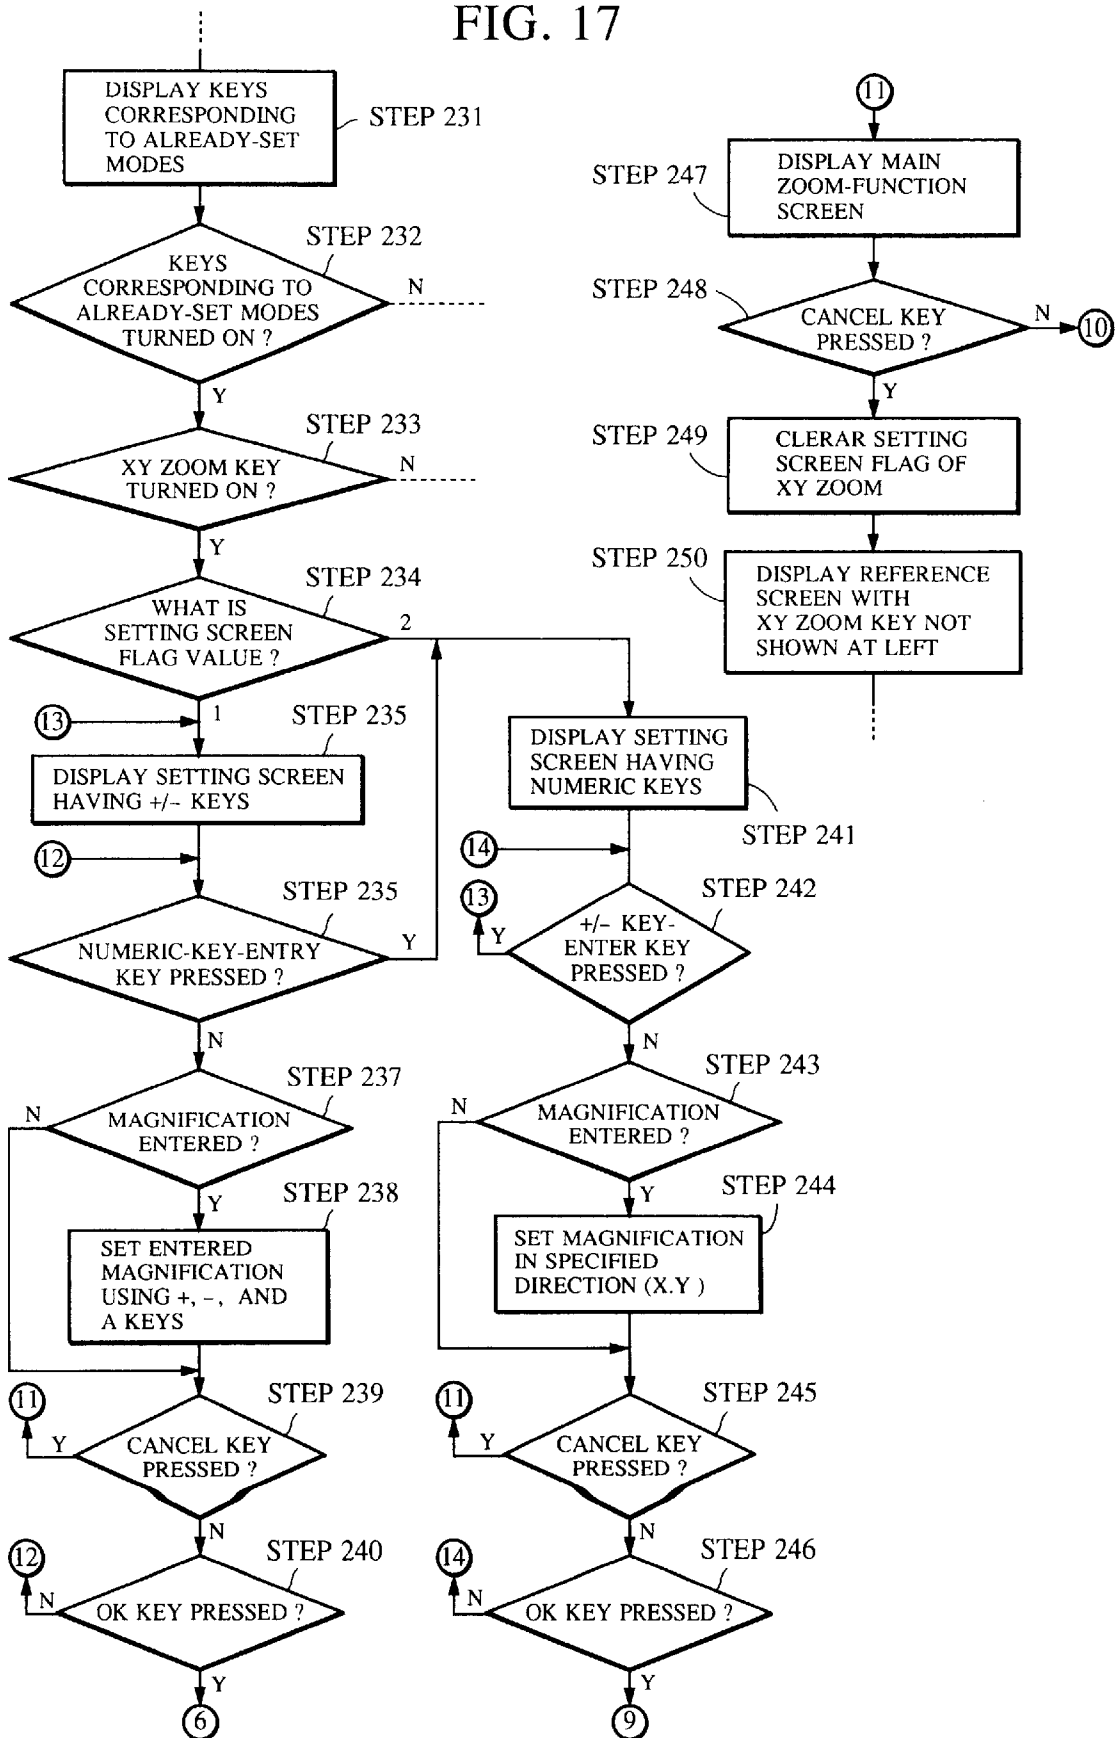 FIG. 17
DISPLAY KEYS
CORRESPONDING
TO ALREADY-SET
MODES
STEP 231
STEP 232
KEYS
CORRESPONDING TO
ALREADY-SET MODES
TURNED ON ?
N
Y
STEP 233
XY ZOOM KEY
TURNED ON ?
N
Y
STEP 234
WHAT IS
SETTING SCREEN
FLAG VALUE ?
2
1
13
STEP 235
DISPLAY SETTING SCREEN
HAVING +/- KEYS
12
STEP 235
NUMERIC-KEY-ENTRY
KEY PRESSED ?
Y
N
STEP 237
N
MAGNIFICATION
ENTERED ?
Y
STEP 238
SET ENTERED
MAGNIFICATION
USING +, -, AND
A KEYS
11
STEP 239
Y
CANCEL KEY
PRESSED ?
N
12
STEP 240
N
OK KEY PRESSED ?
Y
6
DISPLAY SETTING
SCREEN HAVING
NUMERIC KEYS
STEP 241
14
13
STEP 242
Y
+/- KEY-
ENTER KEY
PRESSED ?
N
STEP 243
N
MAGNIFICATION
ENTERED ?
Y
STEP 244
SET MAGNIFICATION
IN SPECIFIED
DIRECTION (X.Y )
11
STEP 245
Y
CANCEL KEY
PRESSED ?
N
14
STEP 246
N
OK KEY PRESSED ?
Y
9
11
STEP 247
DISPLAY MAIN
ZOOM-FUNCTION
SCREEN
STEP 248
CANCEL KEY
PRESSED ?
N
10
Y
STEP 249
CLERAR SETTING
SCREEN FLAG OF
XY ZOOM
STEP 250
DISPLAY REFERENCE
SCREEN WITH
XY ZOOM KEY NOT
SHOWN AT LEFT